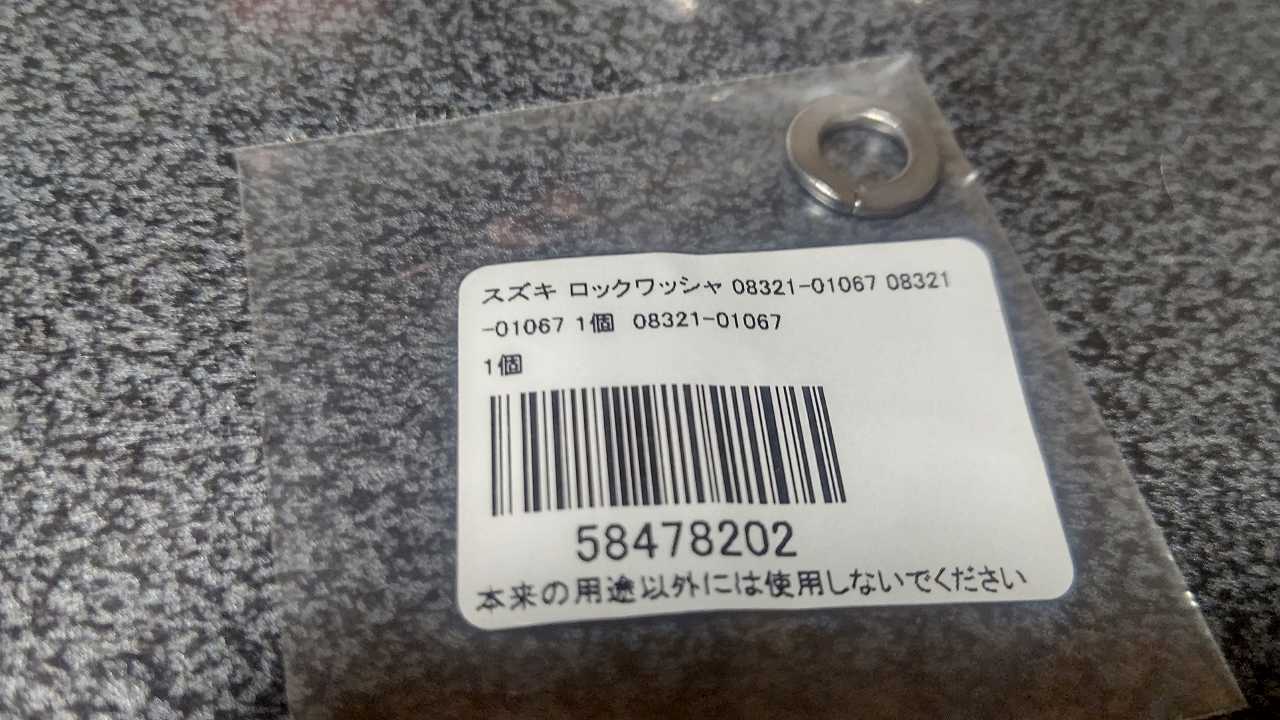 スズキ ロックワッシャ 08321-01067 08321
-01067 1個 08321-01067
1個
58478202
本来の用途以外には使用しないでください